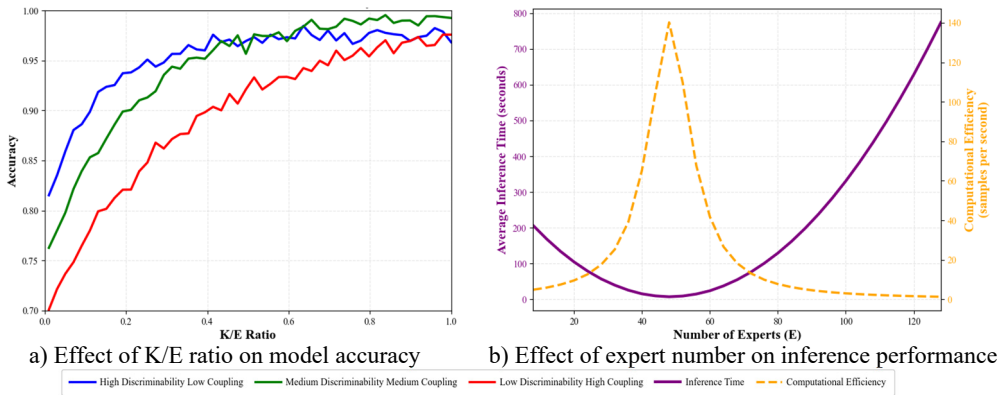 1.00
0.95
0.90
0.85
0.80
0.75
0.70
Accuracy
0.0
0.2
0.4
0.6
0.8
1.0
K/E Ratio
a) Effect of K/E ratio on model accuracy
800
700
600
500
400
300
200
100
0
Average Inference Time (seconds)
20
40
60
80
100
120
Number of Experts (E)
140
120
100
80
60
40
20
0
Computational Efficiency
(samples per second)
b) Effect of expert number on inference performance
High Discriminability Low Coupling
Medium Discriminability Medium Coupling
Low Discriminability High Coupling
Inference Time
Computational Efficiency